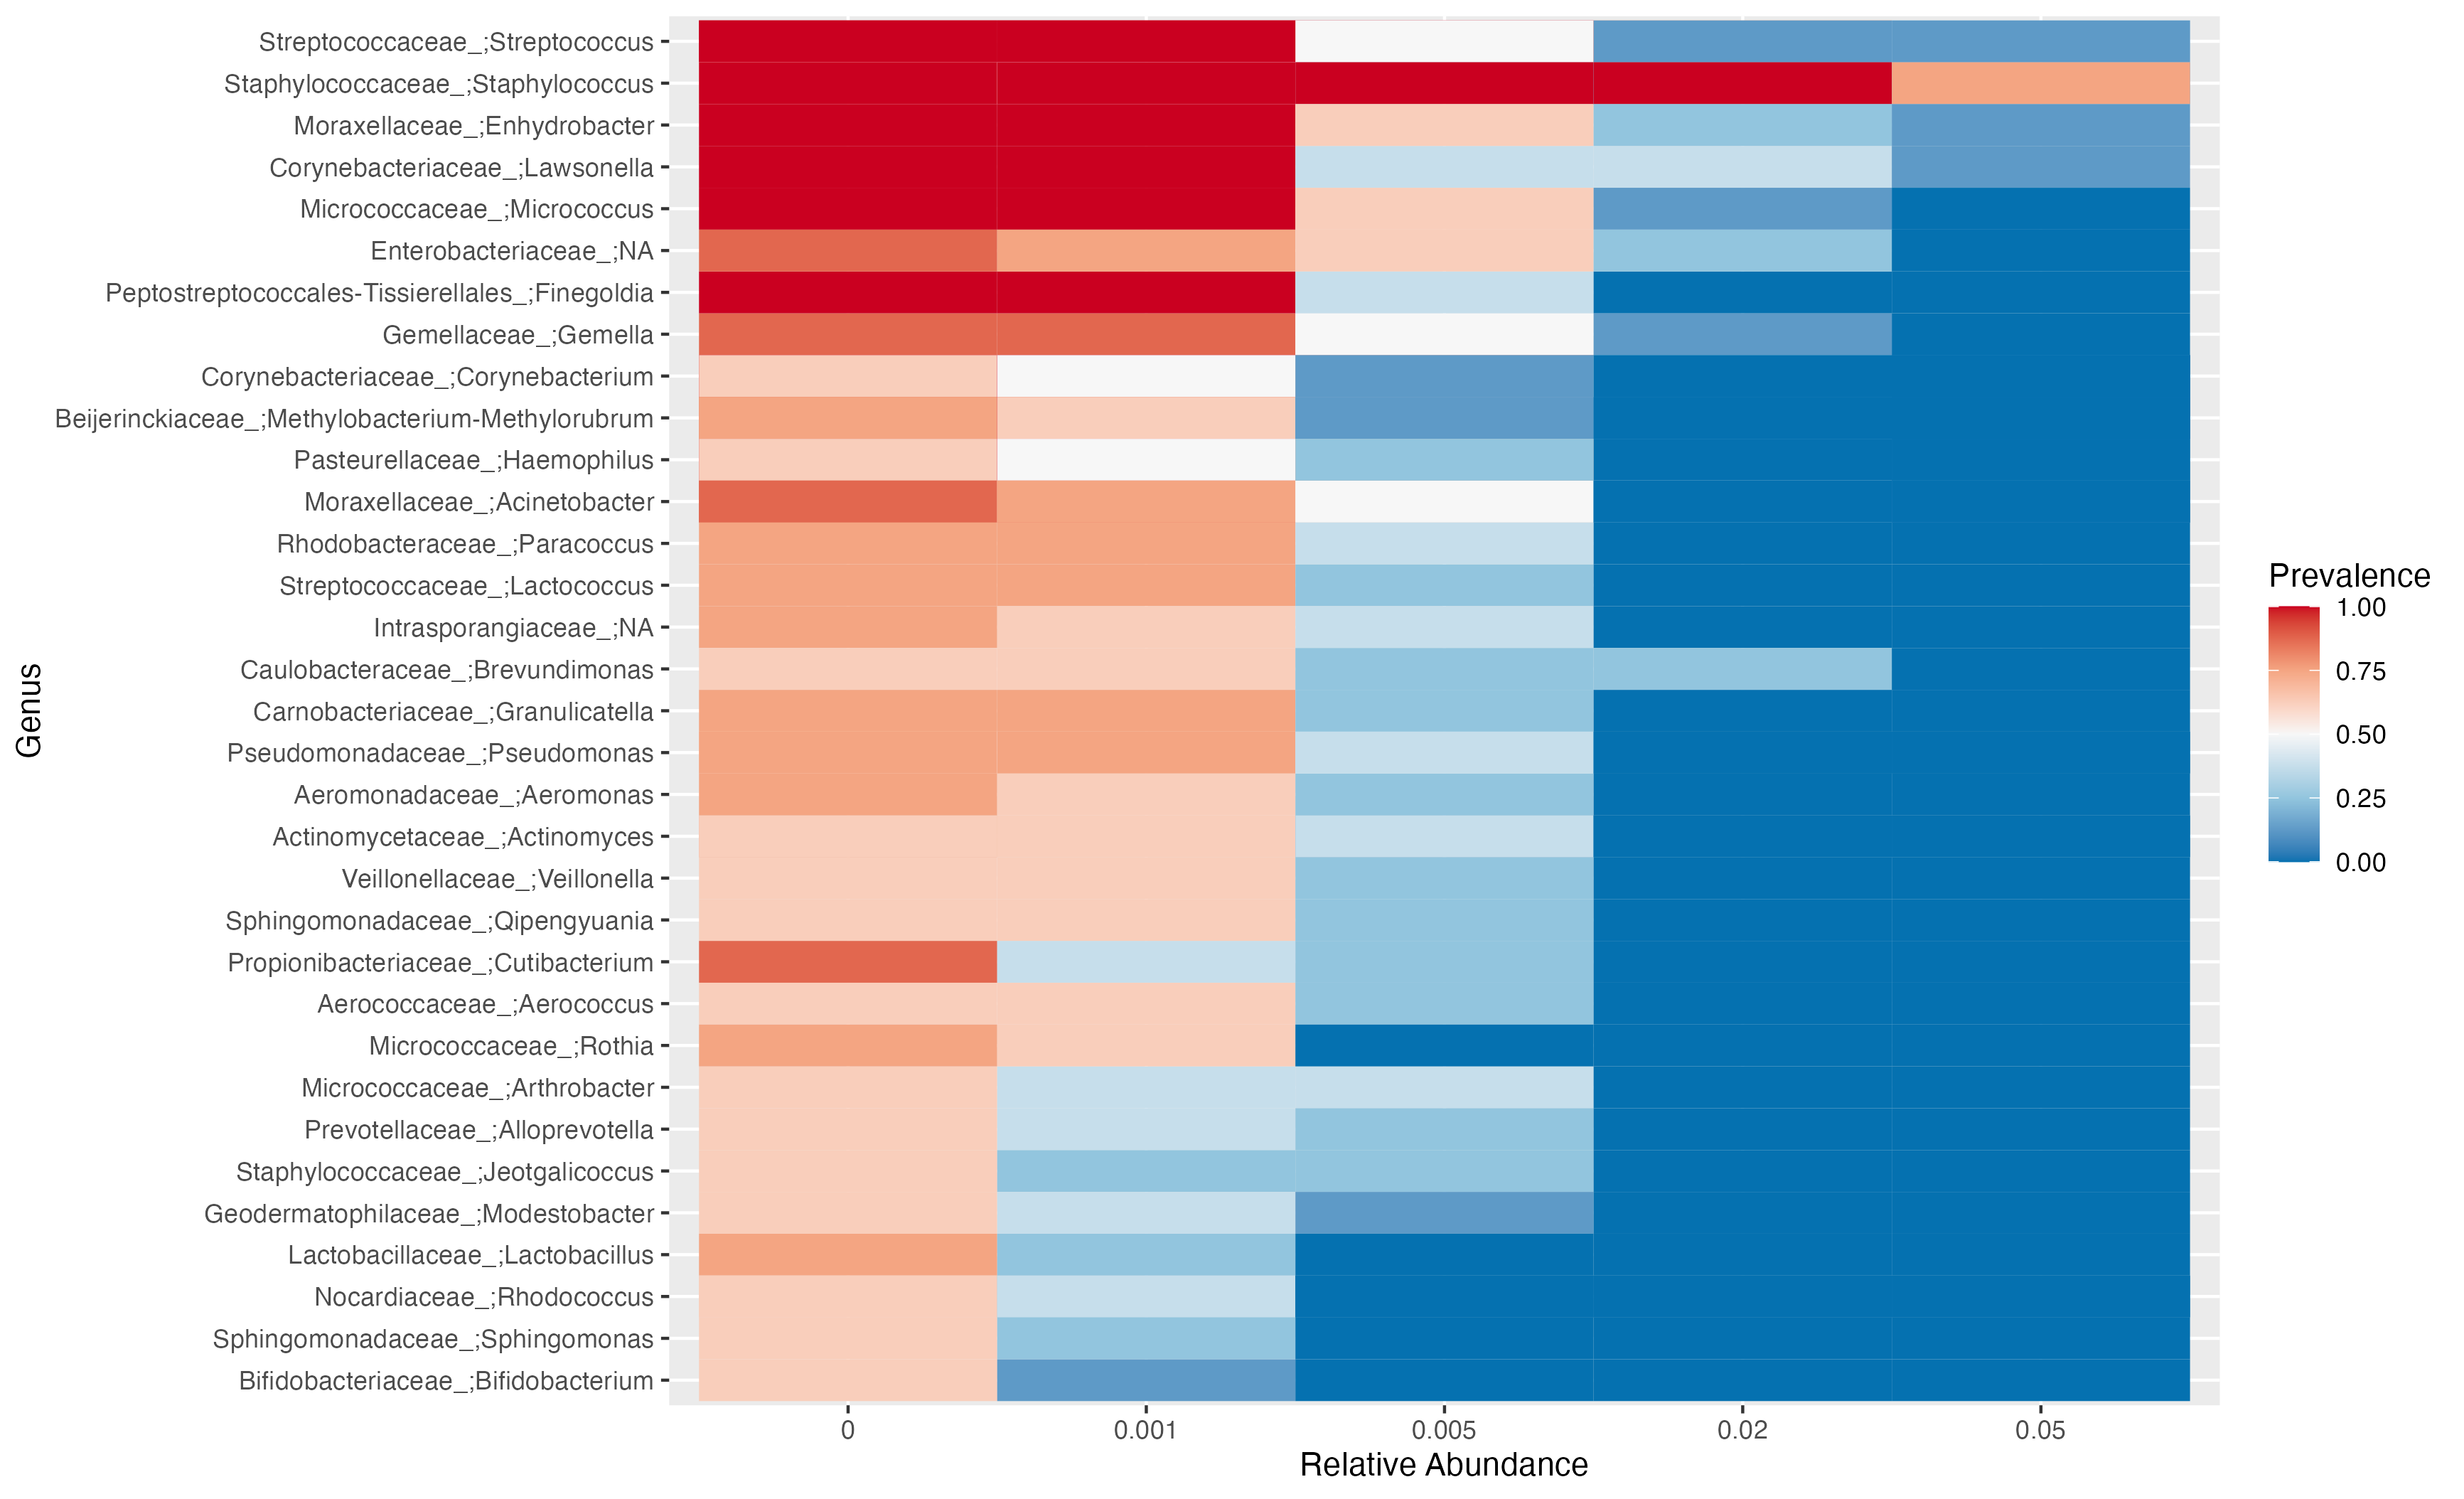 Streptococcaceae_;Streptococcus
Staphylococcaceae_;Staphylococcus
Moraxellaceae_;Enhydrobacter
Corynebacteriaceae_;Lawsonella
Micrococcaceae_;Micrococcus
Enterobacteriaceae_;NA
Peptostreptococcales-Tissierellales_;Finegoldia
Gemellaceae_;Gemella
Corynebacteriaceae_;Corynebacterium
Beijerinckiaceae_;Methylobacterium-Methylorubrum
Pasteurellaceae_;Haemophilus
Moraxellaceae_;Acinetobacter
Rhodobacteraceae_;Paracoccus
Streptococcaceae_;Lactococcus
Intrasporangiaceae_;NA
Caulobacteraceae_;Brevundimonas
Carnobacteriaceae_;Granulicatella
Pseudomonadaceae_;Pseudomonas
Aeromonadaceae_;Aeromonas
Actinomycetaceae_;Actinomyces
Veillonellaceae_;Veillonella
Sphingomonadaceae_;Qipengyuania
Propionibacteriaceae_;Cutibacterium
Aerococcaceae_;Aerococcus
Micrococcaceae_;Rothia
Micrococcaceae_;Arthrobacter
Prevotellaceae_;Alloprevotella
Staphylococcaceae_;Jeotgalicoccus
Geodermatophilaceae_;Modestobacter
Lactobacillaceae_;Lactobacillus
Nocardiaceae_;Rhodococcus
Sphingomonadaceae_;Sphingomonas
Bifidobacteriaceae_;Bifidobacterium
Genus
0 0.001 0.005 0.02 0.05
Relative Abundance
Prevalence
1.00
0.75
0.50
0.25
0.00